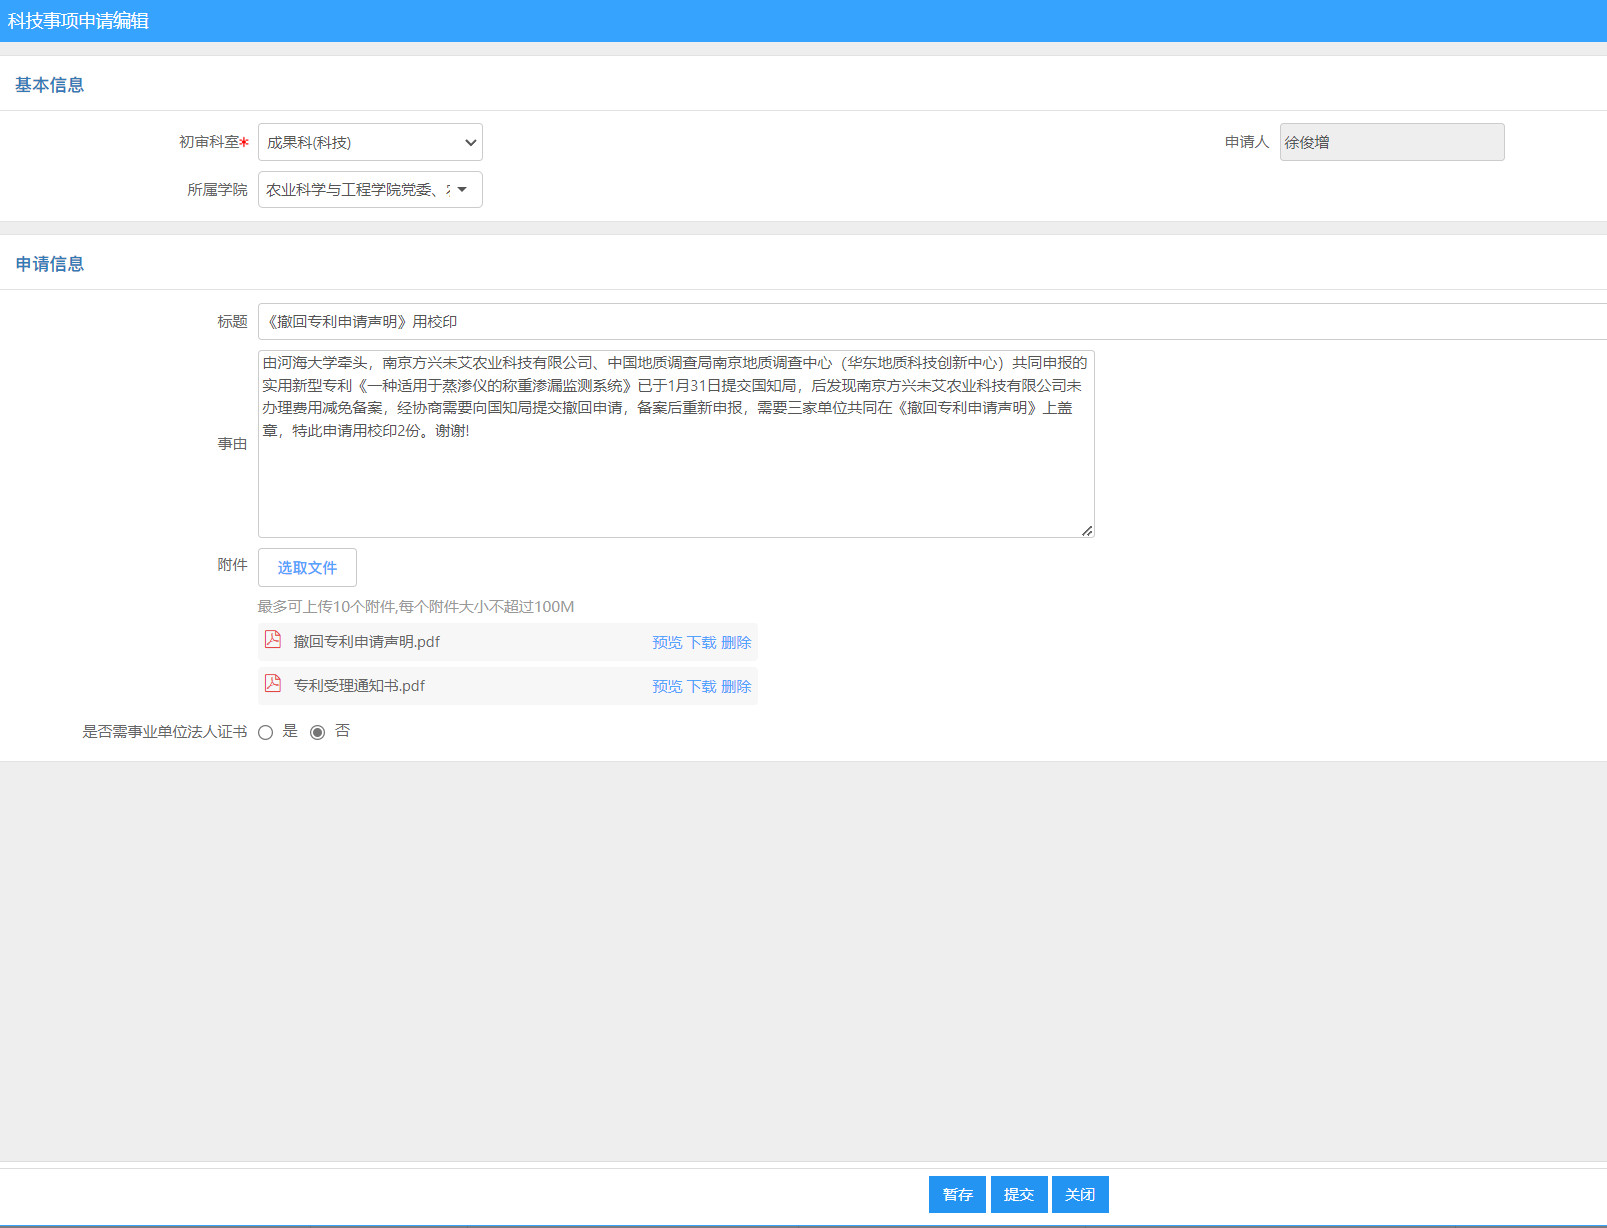 科技事项申请编辑
基本信息
初审科室* 成果科(科技) 申请人 徐俊增
所属学院 农业科学与工程学院党委、
申请信息
标题 《撤回专利申请声明》用校印
由河海大学牵头，南京方兴未艾农业科技有限公司、中国地质调查局南京地质调查中心（华东地质科技创新中心）共同申报的
实用新型专利《一种适用于蒸渗仪的称重渗漏监测系统》已于1月31日提交国知局，后发现南京方兴未艾农业科技有限公司未
办理费用减免备案，经协商需要向国知局提交撤回申请，备案后重新申报，需要三家单位共同在《撤回专利申请声明》上盖
章，特此申请用校印2份。谢谢!
事由
附件 选取文件
最多可上传10个附件,每个附件大小不超过100M
撤回专利申请声明.pdf 预览 下载 删除
专利受理通知书.pdf 预览 下载 删除
是否需事业单位法人证书 是 否
暂存 提交 关闭